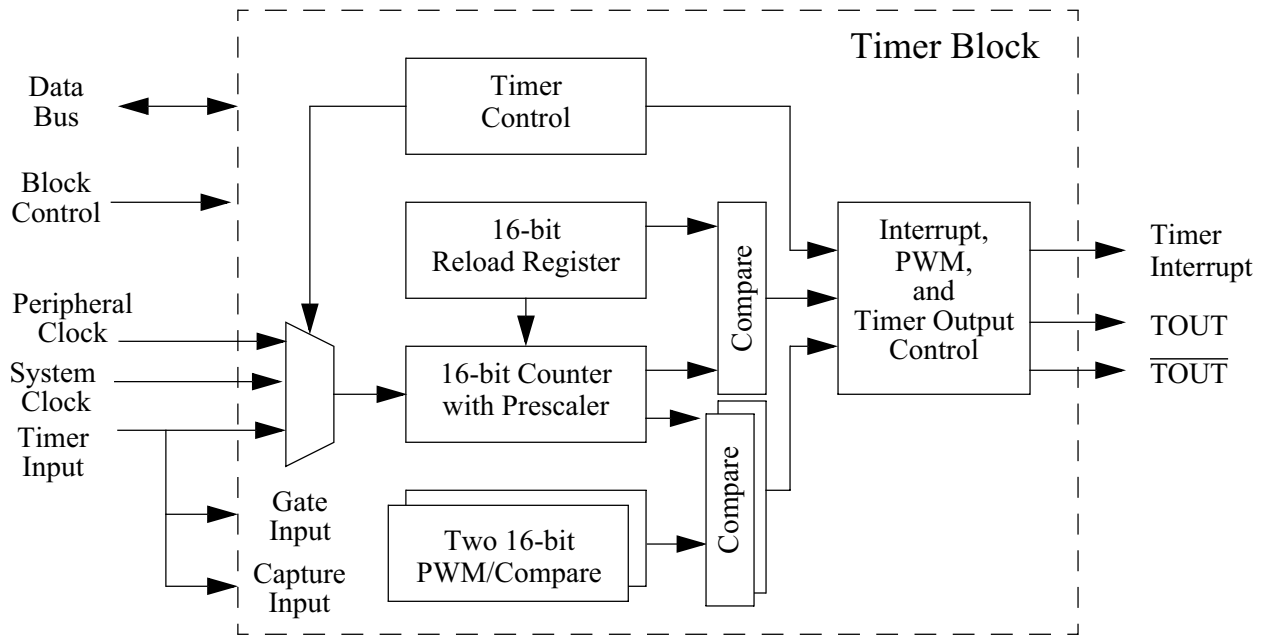 Timer Block
Data
Bus
Timer
Control
Block
Control
16-bit
Reload Register
Compare
Interrupt,
PWM,
and
Timer Output
Control
Timer
Interrupt
TOUT
T̅O̅U̅T̅
Peripheral
Clock
System
Clock
Timer
Input
16-bit Counter
with Prescaler
Gate
Input
Capture
Input
Two 16-bit
PWM/Compare
Compare